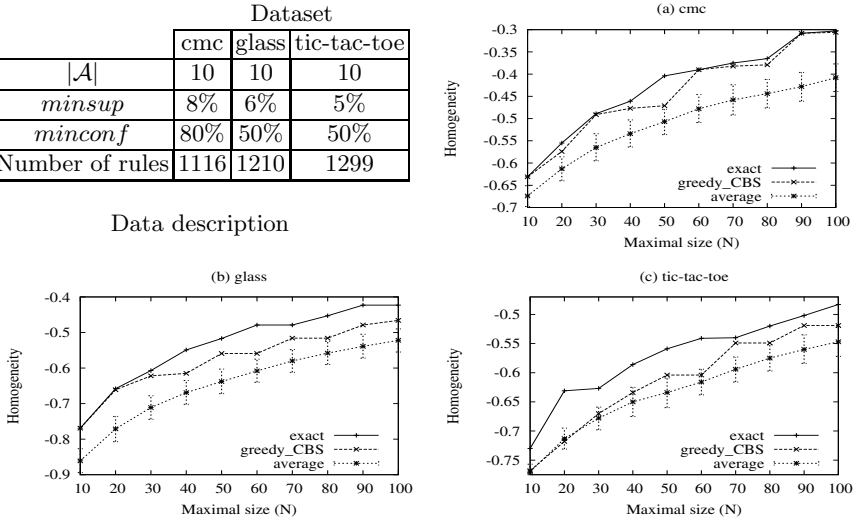 Dataset
cmc glass tic-tac-toe
|𝒜| 10 10 10
minsup 8% 6% 5%
minconf 80% 50% 50%
Number of rules 1116 1210 1299
Data description
(a) cmc
Homogeneity
-0.3
-0.35
-0.4
-0.45
-0.5
-0.55
-0.6
-0.65
-0.7
exact
greedy_CBS
average
10 20 30 40 50 60 70 80 90 100
Maximal size (N)
(b) glass
Homogeneity
-0.4
-0.5
-0.6
-0.7
-0.8
-0.9
exact
greedy_CBS
average
10 20 30 40 50 60 70 80 90 100
Maximal size (N)
(c) tic-tac-toe
Homogeneity
-0.5
-0.55
-0.6
-0.65
-0.7
-0.75
exact
greedy_CBS
average
10 20 30 40 50 60 70 80 90 100
Maximal size (N)